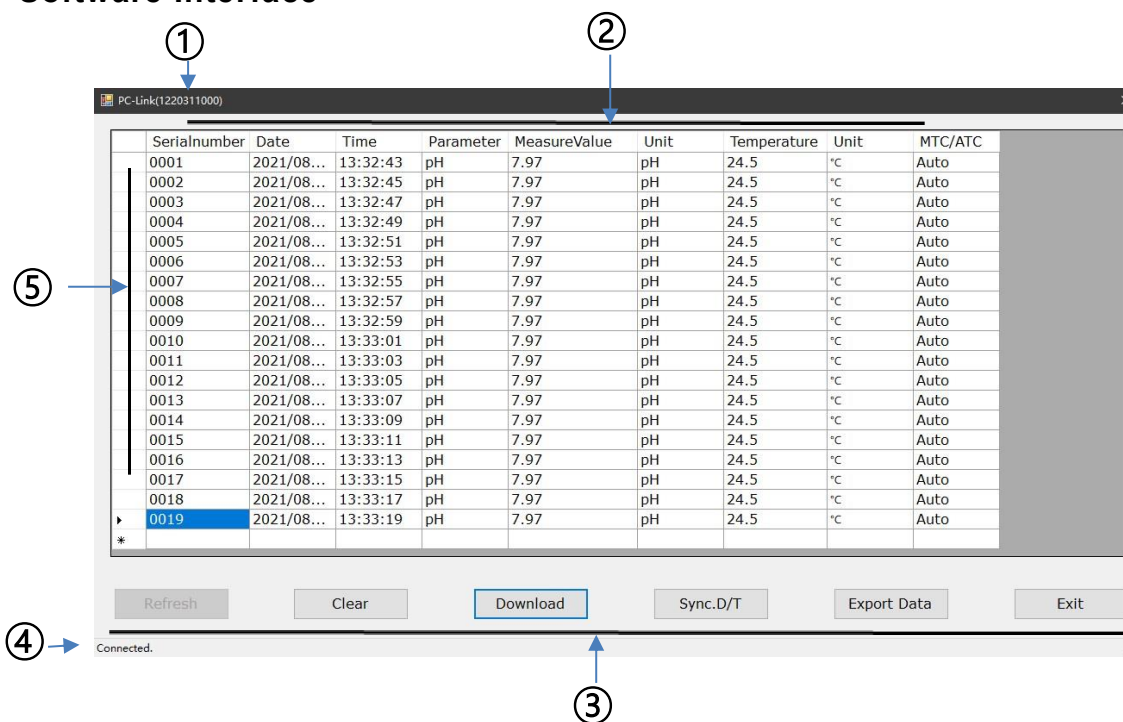 Software Interface
① ②
PC-Link(1220311000)
Serialnumber Date Time Parameter MeasureValue Unit Temperature Unit MTC/ATC
0001 2021/08... 13:32:43 pH 7.97 pH 24.5 °C Auto
0002 2021/08... 13:32:45 pH 7.97 pH 24.5 °C Auto
0003 2021/08... 13:32:47 pH 7.97 pH 24.5 °C Auto
0004 2021/08... 13:32:49 pH 7.97 pH 24.5 °C Auto
0005 2021/08... 13:32:51 pH 7.97 pH 24.5 °C Auto
0006 2021/08... 13:32:53 pH 7.97 pH 24.5 °C Auto
⑤ 0007 2021/08... 13:32:55 pH 7.97 pH 24.5 °C Auto
0008 2021/08... 13:32:57 pH 7.97 pH 24.5 °C Auto
0009 2021/08... 13:32:59 pH 7.97 pH 24.5 °C Auto
0010 2021/08... 13:33:01 pH 7.97 pH 24.5 °C Auto
0011 2021/08... 13:33:03 pH 7.97 pH 24.5 °C Auto
0012 2021/08... 13:33:05 pH 7.97 pH 24.5 °C Auto
0013 2021/08... 13:33:07 pH 7.97 pH 24.5 °C Auto
0014 2021/08... 13:33:09 pH 7.97 pH 24.5 °C Auto
0015 2021/08... 13:33:11 pH 7.97 pH 24.5 °C Auto
0016 2021/08... 13:33:13 pH 7.97 pH 24.5 °C Auto
0017 2021/08... 13:33:15 pH 7.97 pH 24.5 °C Auto
0018 2021/08... 13:33:17 pH 7.97 pH 24.5 °C Auto
0019 2021/08... 13:33:19 pH 7.97 pH 24.5 °C Auto
Refresh Clear Download Sync.D/T Export Data Exit
④ Connected.
③